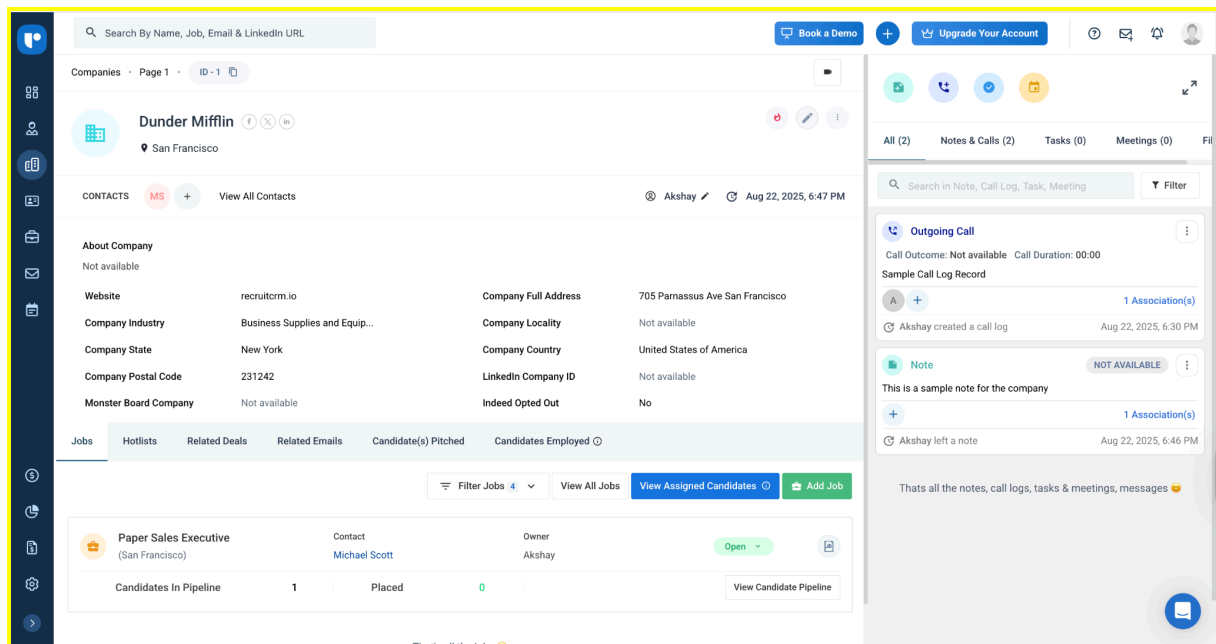 Search By Name, Job, Email & LinkedIn URL
Book a Demo
Upgrade Your Account
Companies • Page 1 • ID - 1
Dunder Mifflin
San Francisco
CONTACTS MS + View All Contacts Akshay Aug 22, 2025, 6:47 PM
About Company
Not available
Website recruitcrm.io Company Full Address 705 Parnassus Ave San Francisco
Company Industry Business Supplies and Equip... Company Locality Not available
Company State New York Company Country United States of America
Company Postal Code 231242 LinkedIn Company ID Not available
Monster Board Company Not available Indeed Opted Out No
Jobs Hotlists Related Deals Related Emails Candidate(s) Pitched Candidates Employed
Filter Jobs 4 View All Jobs View Assigned Candidates Add Job
Paper Sales Executive Contact Owner
(San Francisco) Michael Scott Akshay Open
Candidates In Pipeline 1 Placed 0 View Candidate Pipeline
All (2) Notes & Calls (2) Tasks (0) Meetings (0) Fil
Search in Note, Call Log, Task, Meeting Filter
Outgoing Call
Call Outcome: Not available Call Duration: 00:00
Sample Call Log Record
A + 1 Association(s)
Akshay created a call log Aug 22, 2025, 6:30 PM
Note NOT AVAILABLE
This is a sample note for the company
+ 1 Association(s)
Akshay left a note Aug 22, 2025, 6:46 PM
Thats all the notes, call logs, tasks & meetings, messages 😊